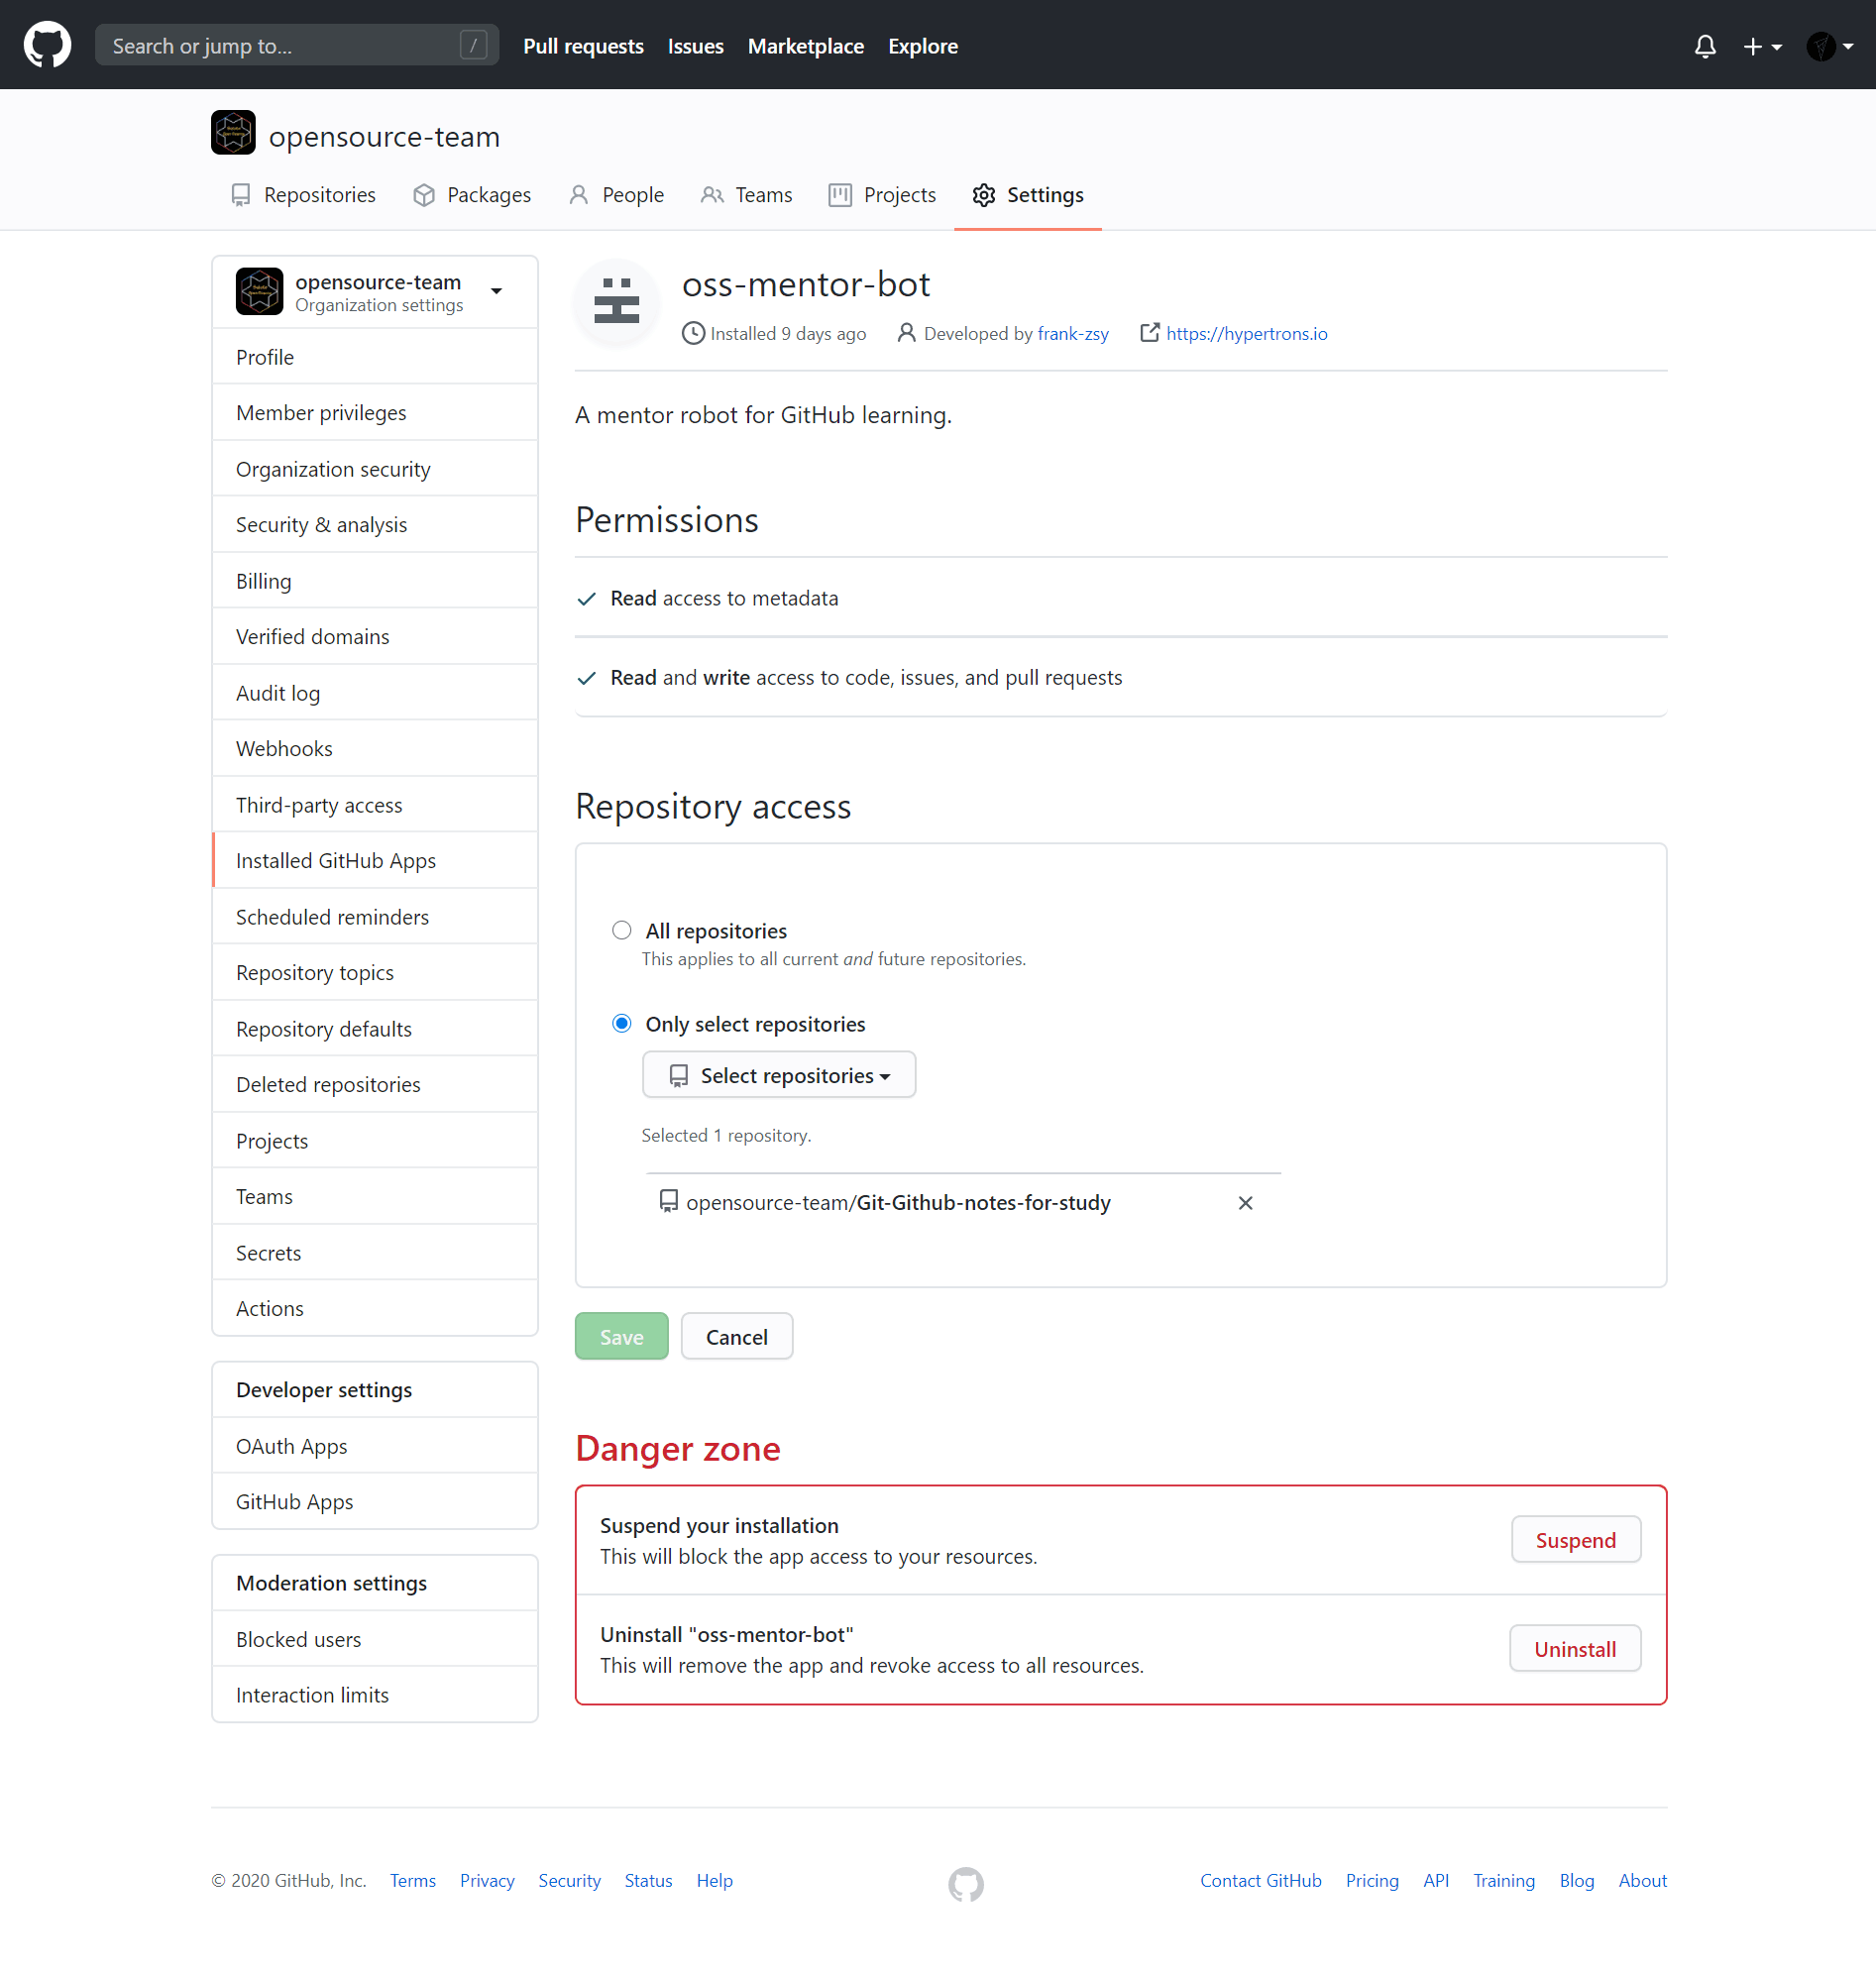 Search or jump to...
/
Pull requests
Issues
Marketplace
Explore
opensource-team
Repositories
Packages
People
Teams
Projects
Settings
opensource-team
Organization settings
Profile
Member privileges
Organization security
Security & analysis
Billing
Verified domains
Audit log
Webhooks
Third-party access
Installed GitHub Apps
Scheduled reminders
Repository topics
Repository defaults
Deleted repositories
Projects
Teams
Secrets
Actions
Developer settings
OAuth Apps
GitHub Apps
Moderation settings
Blocked users
Interaction limits
oss-mentor-bot
Installed 9 days ago
Developed by frank-zsy
https://hypertrons.io
A mentor robot for GitHub learning.
Permissions
Read access to metadata
Read and write access to code, issues, and pull requests
Repository access
All repositories
This applies to all current and future repositories.
Only select repositories
Select repositories
Selected 1 repository.
opensource-team/Git-Github-notes-for-study
Save
Cancel
Danger zone
Suspend your installation
This will block the app access to your resources.
Suspend
Uninstall "oss-mentor-bot"
This will remove the app and revoke access to all resources.
Uninstall
© 2020 GitHub, Inc.
Terms
Privacy
Security
Status
Help
Contact GitHub
Pricing
API
Training
Blog
About